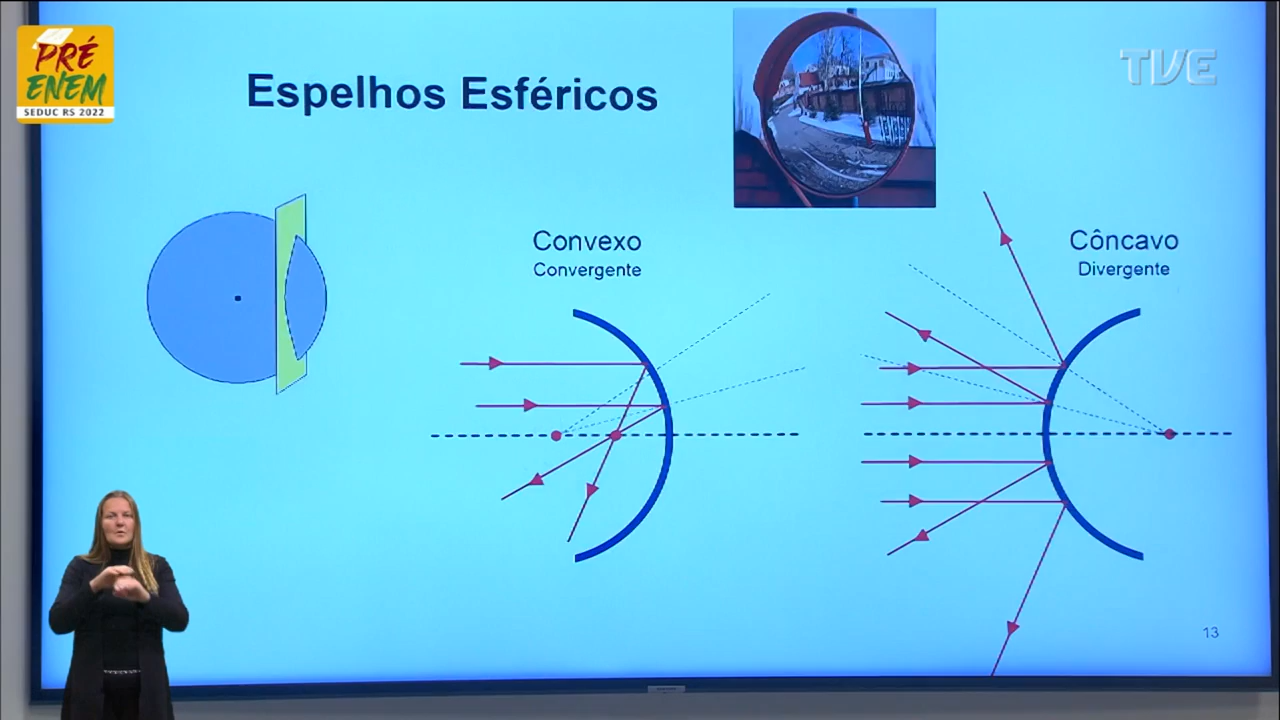 PRÉ
ENEM
SEDUC RS 2022
Espelhos Esféricos
TVE
Convexo
Convergente
Côncavo
Divergente
13